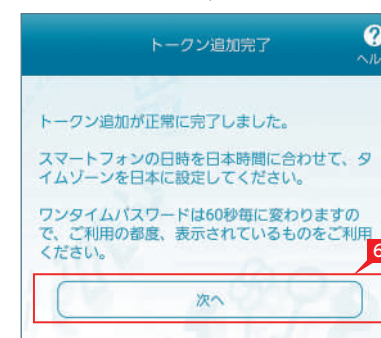 トークン追加完了
?
ヘル
トークン追加が正常に完了しました。
スマートフォンの日時を日本時間に合わせて、タ
イムゾーンを日本に設定してください。
ワンタイムパスワードは60秒毎に変わりますの
で、ご利用の都度、表示されているものをご利用
ください。
6
次へ